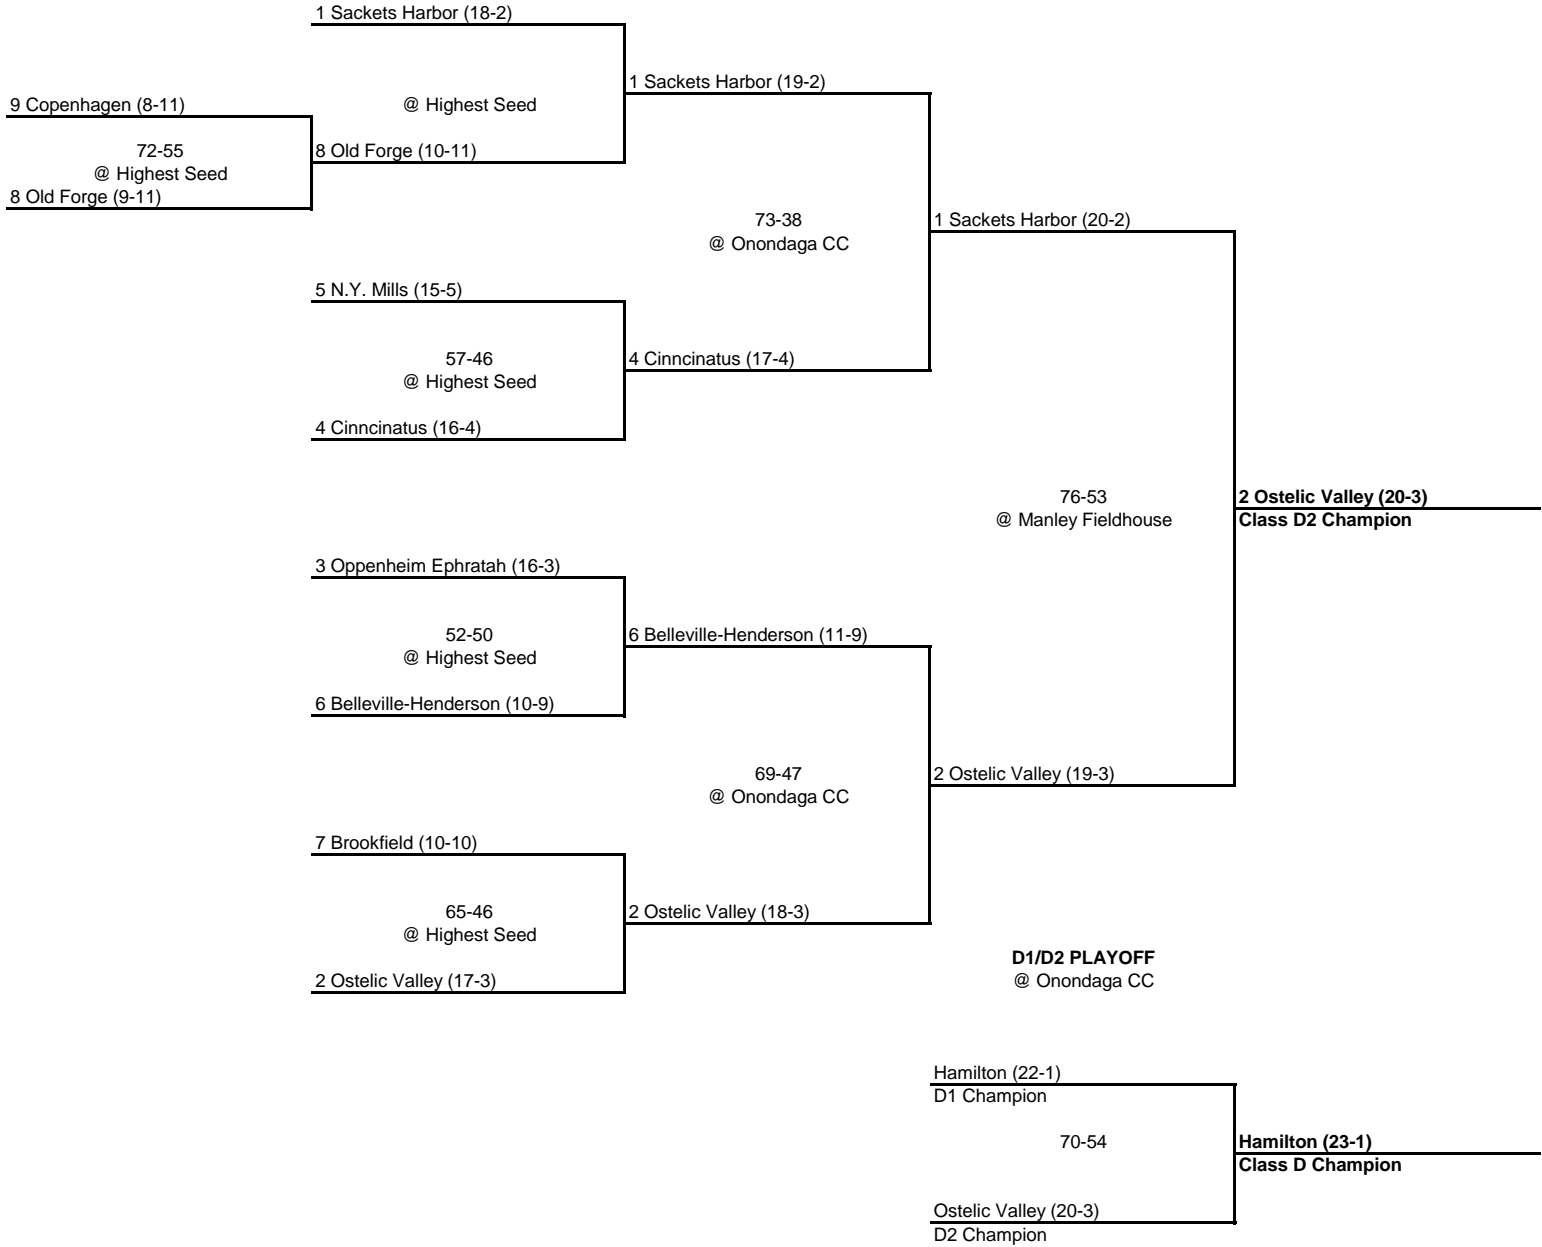 1 Sackets Harbor (18-2)
1 Sackets Harbor (19-2)
9 Copenhagen (8-11)
@ Highest Seed
72-55
8 Old Forge (10-11)
@ Highest Seed
8 Old Forge (9-11)
73-38
1 Sackets Harbor (20-2)
@ Onondaga CC
5 N.Y. Mills (15-5)
57-46
4 Cinncinatus (17-4)
@ Highest Seed
4 Cinncinatus (16-4)
76-53
2 Ostelic Valley (20-3)
@ Manley Fieldhouse
Class D2 Champion
3 Oppenheim Ephratah (16-3)
52-50
6 Belleville-Henderson (11-9)
@ Highest Seed
6 Belleville-Henderson (10-9)
69-47
2 Ostelic Valley (19-3)
@ Onondaga CC
7 Brookfield (10-10)
65-46
2 Ostelic Valley (18-3)
@ Highest Seed
D1/D2 PLAYOFF
2 Ostelic Valley (17-3)
@ Onondaga CC
Hamilton (22-1)
D1 Champion
70-54
Hamilton (23-1)
Class D Champion
Ostelic Valley (20-3)
D2 Champion